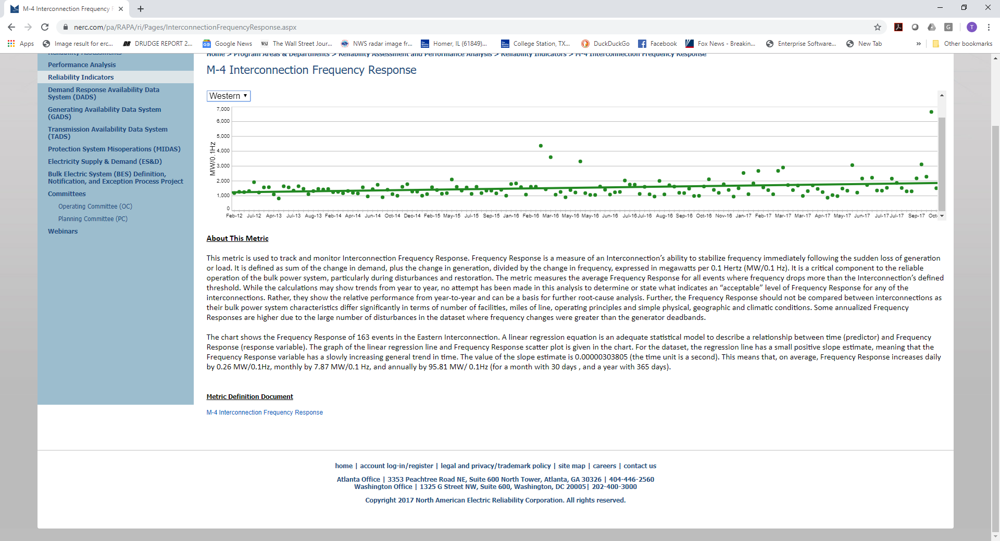 M-4 Interconnection Frequency R
nerc.com/pa/RAPA/ri/Pages/InterconnectionFrequencyResponse.aspx
T
Apps
Image result for erc...
DR DRUDGE REPORT 2...
GE Google News
WSJ The Wall Street Jour...
NWS radar image fr...
Homer, IL (61849)...
College Station, TX...
DuckDuckGo
Facebook
Fox News - Breakin...
Enterprise Software...
New Tab
»
Other bookmarks
Reliability Assessments
Performance Analysis
Reliability Indicators
Demand Response Availability Data
System (DADS)
Generating Availability Data System
(GADS)
Transmission Availability Data System
(TADS)
Protection System Misoperations (MIDAS)
Electricity Supply & Demand (ES&D)
Bulk Electric System (BES) Definition,
Notification, and Exception Process Project
Committees
Operating Committee (OC)
Planning Committee (PC)
Webinars
Home > Program Areas & Departments > Reliability Assessment and Performance Analysis > Reliability Indicators > M-4 Interconnection Frequency Response
M-4 Interconnection Frequency Response
Western
MW/0.1Hz
7,000
6,000
5,000
4,000
3,000
2,000
1,000
0
Feb-12 Jul-12 Apr-13 Jul-13 Aug-13 Feb-14 Apr-14 Jun-14 Oct-14 Dec-14 Feb-15 May-15 Jul-15 Sep-15 Jan-16 Feb-16 Mar-16 May-16 May-16 Jun-16 Jul-16 Jul-16 Aug-16 Sep-16 Oct-16 Nov-16 Jan-17 Feb-17 Mar-17 Mar-17 Apr-17 May-17 Jun-17 Jul-17 Jul-17 Sep-17 Oct-
About This Metric
This metric is used to track and monitor Interconnection Frequency Response. Frequency Response is a measure of an Interconnection's ability to stabilize frequency immediately following the sudden loss of generation
or load. It is defined as sum of the change in demand, plus the change in generation, divided by the change in frequency, expressed in megawatts per 0.1 Hertz (MW/0.1 Hz). It is a critical component to the reliable
operation of the bulk power system, particularly during disturbances and restoration. The metric measures the average Frequency Response for all events where frequency drops more than the Interconnection's defined
threshold. While the calculations may show trends from year to year, no attempt has been made in this analysis to determine or state what indicates an “acceptable” level of Frequency Response for any of the
interconnections. Rather, they show the relative performance from year-to-year and can be a basis for further root-cause analysis. Further, the Frequency Response should not be compared between interconnections as
their bulk power system characteristics differ significantly in terms of number of facilities, miles of line, operating principles and simple physical, geographic and climatic conditions. Some annualized Frequency
Responses are higher due to the large number of disturbances in the dataset where frequency changes were greater than the generator deadbands.
The chart shows the Frequency Response of 163 events in the Eastern Interconnection. A linear regression equation is an adequate statistical model to describe a relationship between time (predictor) and Frequency
Response (response variable). The graph of the linear regression line and Frequency Response scatter plot is given in the chart. For the dataset, the regression line has a small positive slope estimate, meaning that the
Frequency Response variable has a slowly increasing general trend in time. The value of the slope estimate is 0.00000303805 (the time unit is a second). This means that, on average, Frequency Response increases daily
by 0.26 MW/0.1Hz, monthly by 7.87 MW/0.1 Hz, and annually by 95.81 MW/ 0.1Hz (for a month with 30 days , and a year with 365 days).
Metric Definition Document
M-4 Interconnection Frequency Response
home | account log-in/register | legal and privacy/trademark policy | site map | careers | contact us
Atlanta Office | 3353 Peachtree Road NE, Suite 600 North Tower, Atlanta, GA 30326 | 404-446-2560
Washington Office | 1325 G Street NW, Suite 600, Washington, DC 20005| 202-400-3000
Copyright 2017 North American Electric Reliability Corporation. All rights reserved.